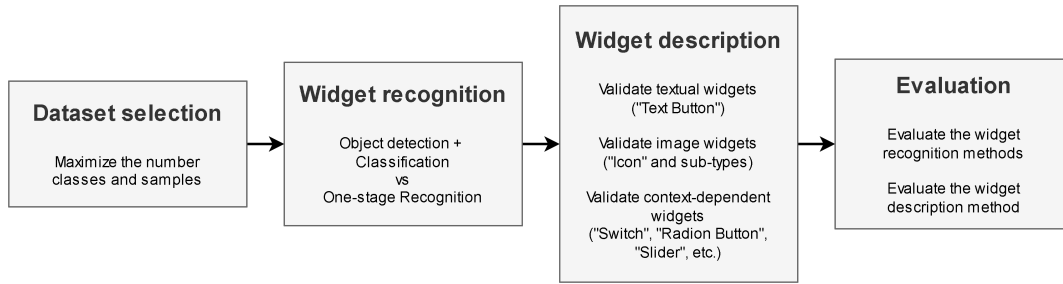 Dataset selection
Maximize the number
classes and samples
Widget recognition
Object detection +
Classification
vs
One-stage Recognition
Widget description
Validate textual widgets
("Text Button")
Validate image widgets
("Icon" and sub-types)
Validate context-dependent
widgets
("Switch", "Radion Button",
"Slider", etc.)
Evaluation
Evaluate the widget
recognition methods
Evaluate the widget
description method